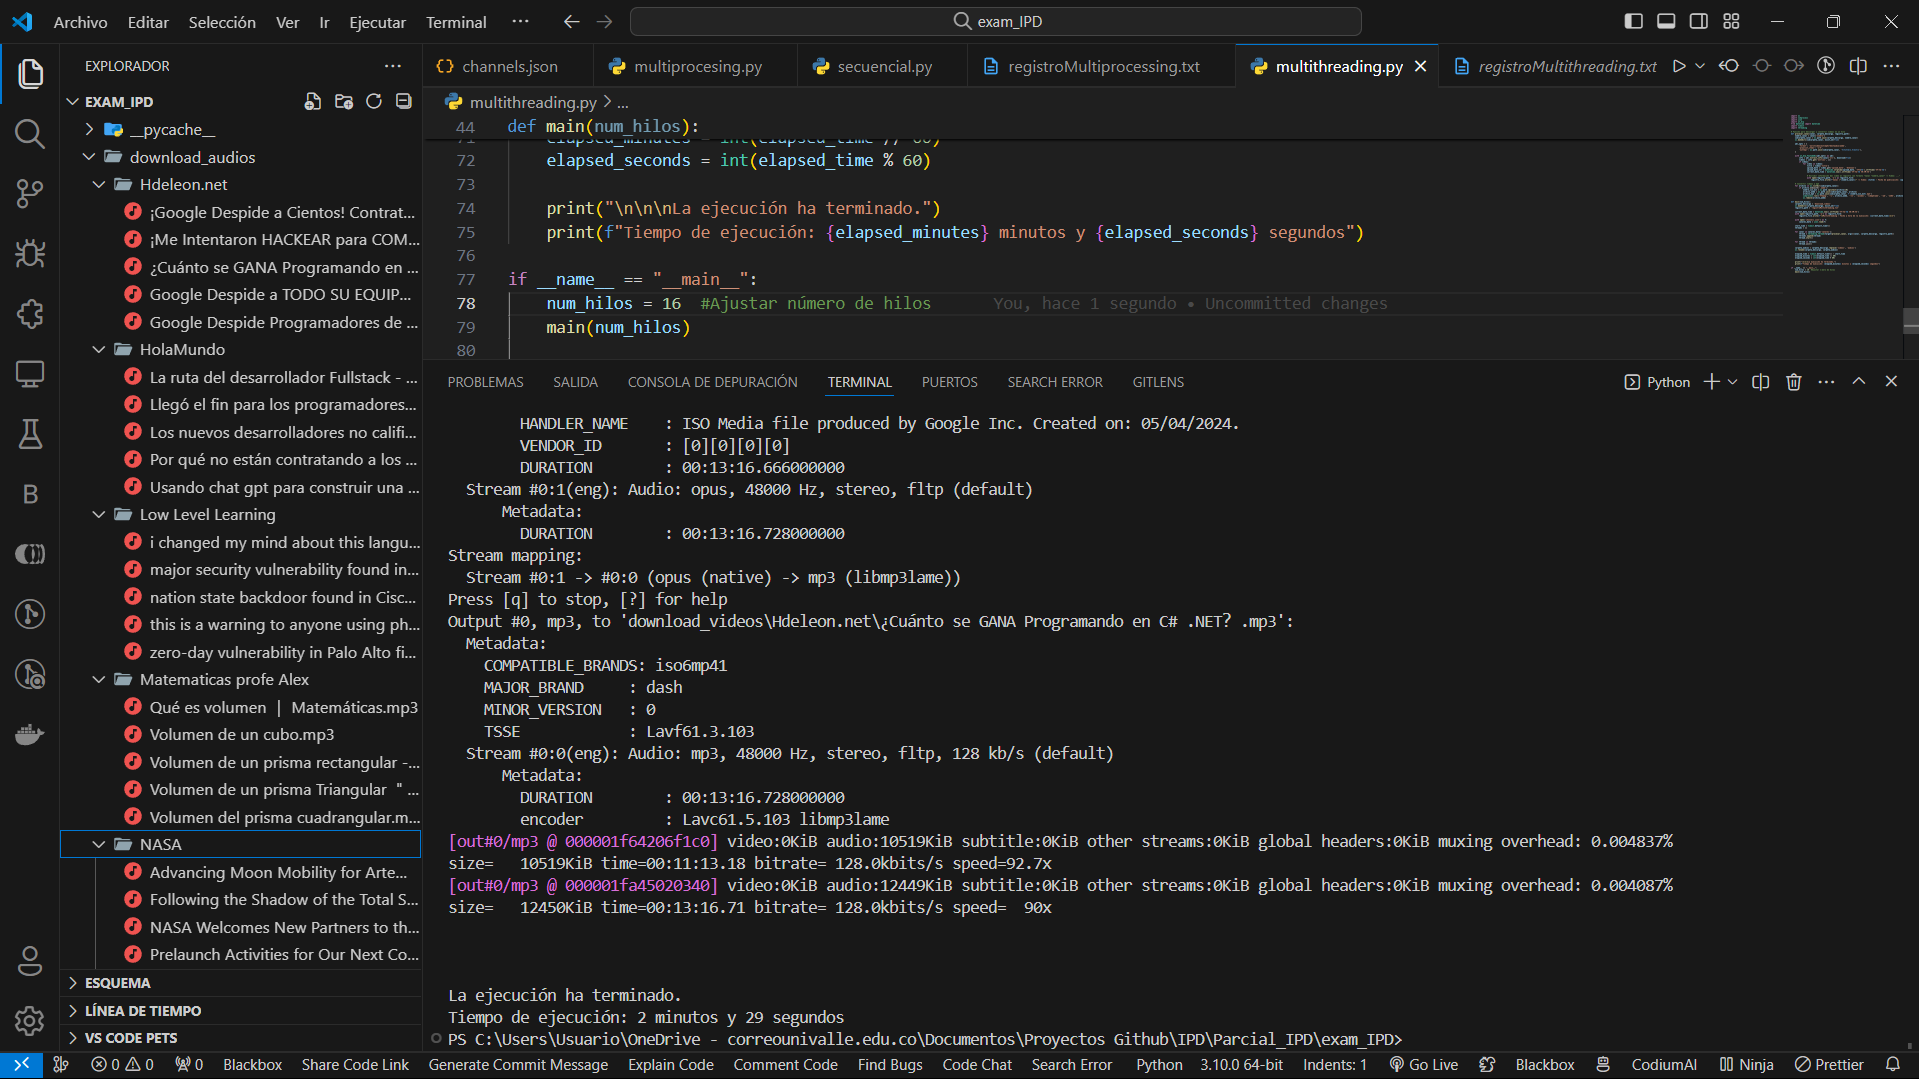 Archivo Editar Selección Ver Ir Ejecutar Terminal ··· exam_IPD
EXPLORADOR ···
EXAM_IPD
__pycache__
download_audios
Hdeleon.net
¡Google Despide a Cientos! Contrat...
¡Me Intentaron HACKEAR para COM...
¿Cuánto se GANA Programando en ...
Google Despide a TODO SU EQUIP...
Google Despide Programadores de ...
HolaMundo
La ruta del desarrollador Fullstack - ...
Llegó el fin para los programadores...
Los nuevos desarrolladores no califi...
Por qué no están contratando a los ...
Usando chat gpt para construir una ...
Low Level Learning
i changed my mind about this langu...
major security vulnerability found in...
nation state backdoor found in Cisc...
this is a warning to anyone using ph...
zero-day vulnerability in Palo Alto fi...
Matematicas profe Alex
Qué es volumen | Matemáticas.mp3
Volumen de un cubo.mp3
Volumen de un prisma rectangular -...
Volumen de un prisma Triangular " ...
Volumen del prisma cuadrangular.m...
NASA
Advancing Moon Mobility for Arte...
Following the Shadow of the Total S...
NASA Welcomes New Partners to th...
Prelaunch Activities for Our Next Co...
ESQUEMA
LÍNEA DE TIEMPO
VS CODE PETS
channels.json multiprocesing.py secuencial.py registroMultiprocessing.txt multithreading.py registroMultithreading.txt
multithreading.py > ...
44 def main(num_hilos):
71 elapsed_minutes = int(elapsed_time // 60)
72 elapsed_seconds = int(elapsed_time % 60)
73
74 print("\n\n\nLa ejecución ha terminado.")
75 print(f"Tiempo de ejecución: {elapsed_minutes} minutos y {elapsed_seconds} segundos")
76
77 if __name__ == "__main__":
78 num_hilos = 16 #Ajustar número de hilos You, hace 1 segundo • Uncommitted changes
79 main(num_hilos)
80
PROBLEMAS SALIDA CONSOLA DE DEPURACIÓN TERMINAL PUERTOS SEARCH ERROR GITLENS Python
HANDLER_NAME : ISO Media file produced by Google Inc. Created on: 05/04/2024.
VENDOR_ID : [0][0][0][0]
DURATION : 00:13:16.666000000
Stream #0:1(eng): Audio: opus, 48000 Hz, stereo, fltp (default)
Metadata:
DURATION : 00:13:16.728000000
Stream mapping:
Stream #0:1 -> #0:0 (opus (native) -> mp3 (libmp3lame))
Press [q] to stop, [?] for help
Output #0, mp3, to 'download_videos\Hdeleon.net\¿Cuánto se GANA Programando en C# .NET? .mp3':
Metadata:
COMPATIBLE_BRANDS: iso6mp41
MAJOR_BRAND : dash
MINOR_VERSION : 0
TSSE : Lavf61.3.103
Stream #0:0(eng): Audio: mp3, 48000 Hz, stereo, fltp, 128 kb/s (default)
Metadata:
DURATION : 00:13:16.728000000
encoder : Lavc61.5.103 libmp3lame
[out#0/mp3 @ 000001f64206f1c0] video:0KiB audio:10519KiB subtitle:0KiB other streams:0KiB global headers:0KiB muxing overhead: 0.004837%
size= 10519KiB time=00:11:13.18 bitrate= 128.0kbits/s speed=92.7x
[out#0/mp3 @ 000001fa45020340] video:0KiB audio:12449KiB subtitle:0KiB other streams:0KiB global headers:0KiB muxing overhead: 0.004087%
size= 12450KiB time=00:13:16.71 bitrate= 128.0kbits/s speed= 90x
La ejecución ha terminado.
Tiempo de ejecución: 2 minutos y 29 segundos
PS C:\Users\Usuario\OneDrive - correounivalle.edu.co\Documentos\Proyectos Github\IPD\Parcial_IPD\exam_IPD>
0 0 0 Blackbox Share Code Link Generate Commit Message Explain Code Comment Code Find Bugs Code Chat Search Error Python 3.10.0 64-bit Indents: 1 Go Live Blackbox CodiumAI Ninja Prettier